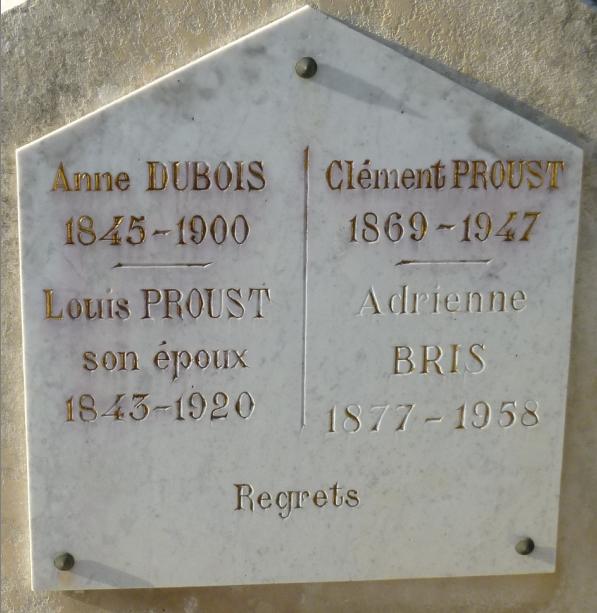 Anne DUBOIS
1845-1900
Louis PROUST
son époux
1843-1920
Clément PROUST
1869-1947
Adrienne
BRIS
1877-1958
Regrets